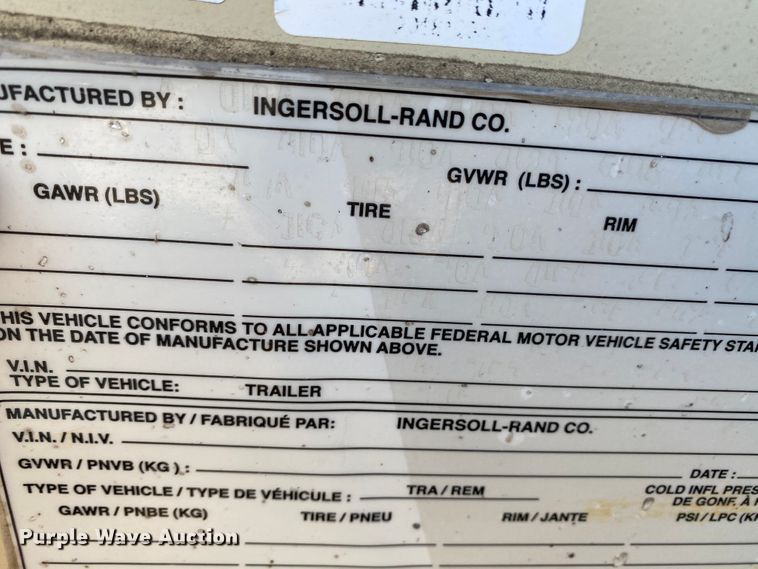 UFACTURED BY : INGERSOLL-RAND CO.
E : GVWR (LBS) :
GAWR (LBS) TIRE RIM
HIS VEHICLE CONFORMS TO ALL APPLICABLE FEDERAL MOTOR VEHICLE SAFETY STA
ON THE DATE OF MANUFACTURE SHOWN ABOVE.
V.I.N.
TYPE OF VEHICLE: TRAILER
MANUFACTURED BY / FABRIQUÉ PAR: INGERSOLL-RAND CO.
V.I.N. / N.I.V.
GVWR / PNVB (KG ) : DATE :
TYPE OF VEHICLE / TYPE DE VÉHICULE : TRA / REM COLD INFL PRES
DE GONF. À
GAWR / PNBE (KG) TIRE / PNEU RIM / JANTE PSI / LPC (K
Purple Wave Auction